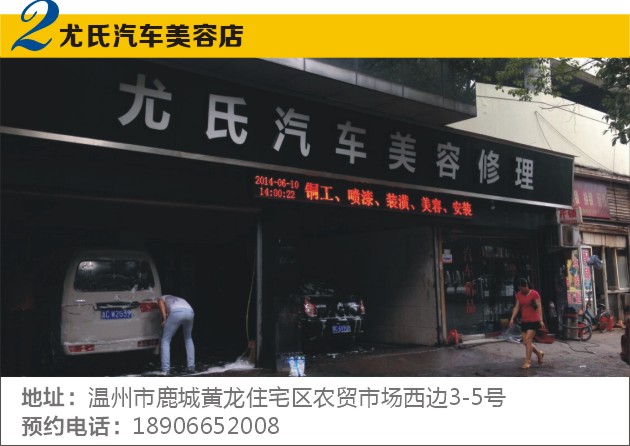 2 尤氏汽车美容店
尤氏汽车美容修理
2014-06-10
14:00:22
铜工、喷漆、装潢、美容、安装
地址：温州市鹿城黄龙住宅区农贸市场西边3-5号
预约电话：18906652008